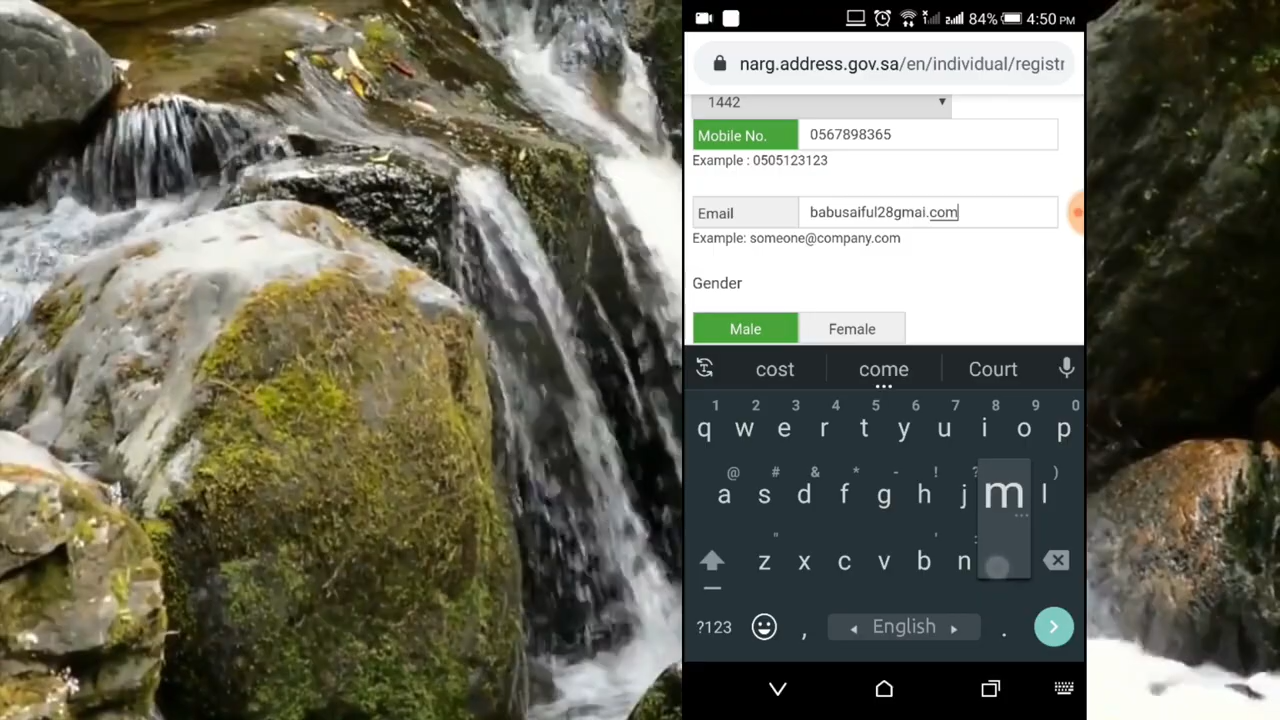 84% 4:50 PM
narg.address.gov.sa/en/individual/registr
1442
Mobile No. 0567898365
Example : 0505123123
Email babusaiful28gmai.com
Example: someone@company.com
Gender
Male Female
cost come Court
1 2 3 4 5 6 7 8 9 0
q w e r t y u i o p
@ # & * - ! ? )
a s d f g h j m l
" '
z x c v b n
?123 , English .